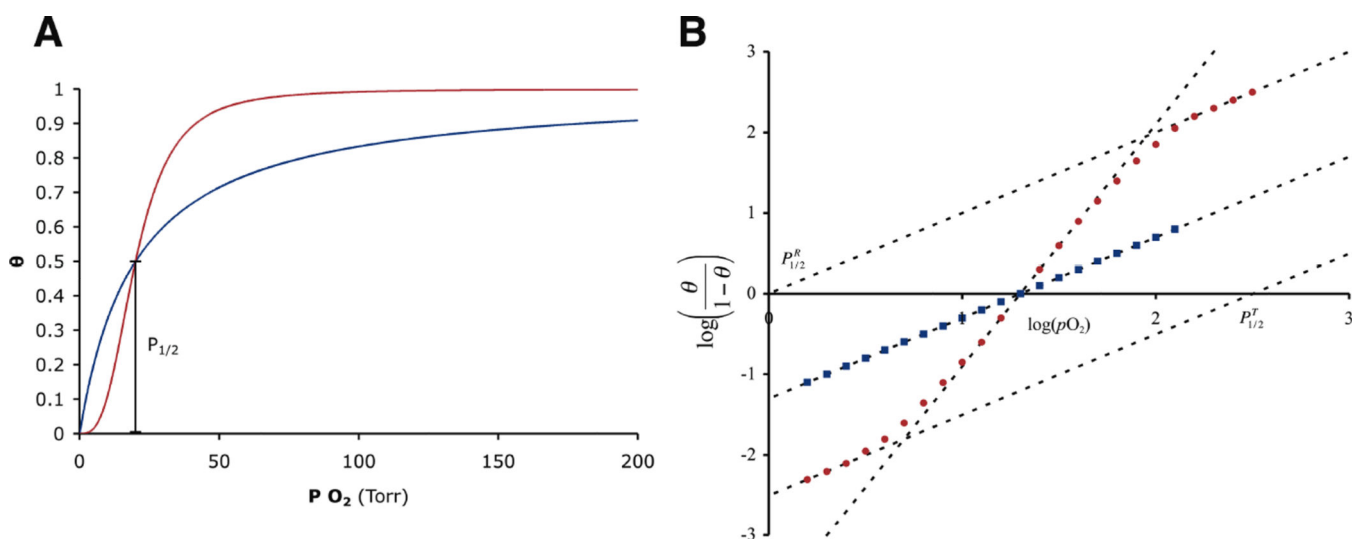 A
1
0.9
0.8
0.7
0.6
0.5
0.4
0.3
0.2
0.1
0
θ
P1/2
0 50 100 150 200
P O2 (Torr)
B
3
2
1
0
-1
-2
-3
log(θ/1 − θ)
P^R_1/2
0 1 2 3
log(pO2)
P^T_1/2